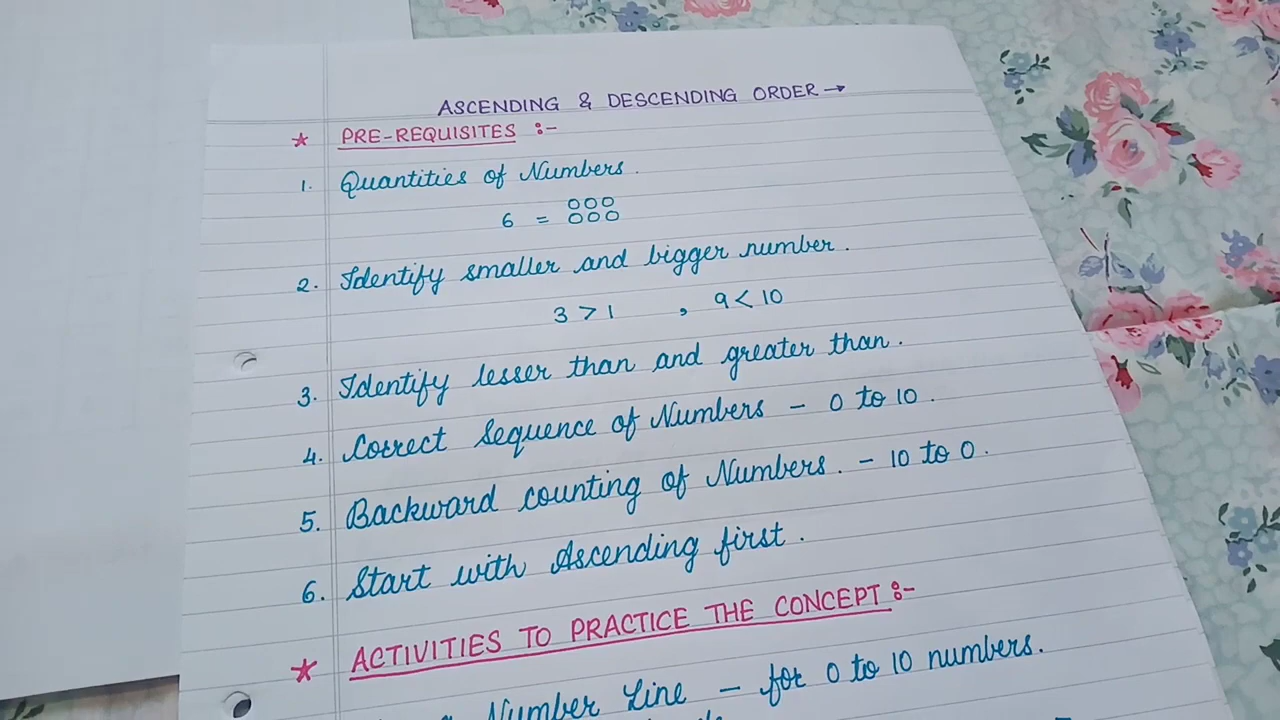 ASCENDING & DESCENDING ORDER →
* PRE-REQUISITES :-
1. Quantities of Numbers.
6 = 000
000
2. Identify smaller and bigger number.
3 > 1 , 9 < 10
3. Identify lesser than and greater than.
4. Correct Sequence of Numbers - 0 to 10.
5. Backward counting of Numbers. - 10 to 0.
6. Start with Ascending first.
* ACTIVITIES TO PRACTICE THE CONCEPT :-
Number Line - for 0 to 10 numbers.